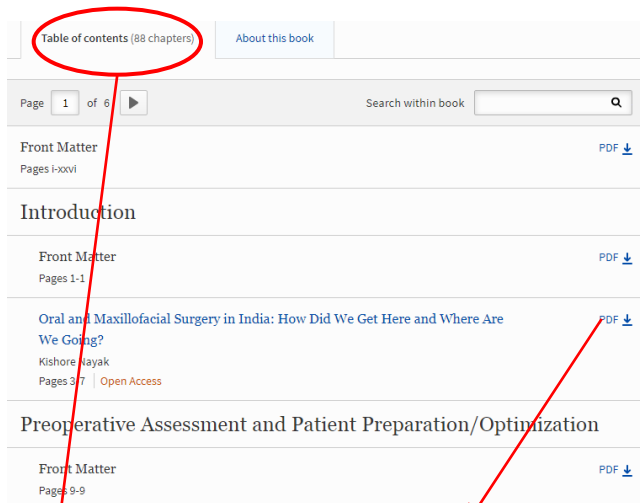 Table of contents (88 chapters) About this book
Page 1 of 6 Search within book
Front Matter PDF
Pages i-xxvi
Introduction
Front Matter PDF
Pages 1-1
Oral and Maxillofacial Surgery in India: How Did We Get Here and Where Are PDF
We Going?
Kishore Nayak
Pages 3-7 Open Access
Preoperative Assessment and Patient Preparation/Optimization
Front Matter PDF
Pages 9-9